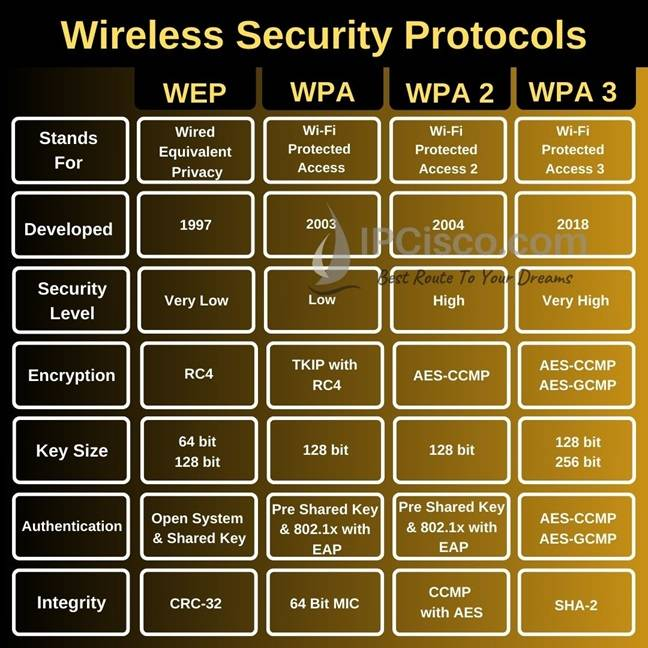 Wireless Security Protocols
WEP
WPA
WPA 2
WPA 3
Stands
For
Wired
Equivalent
Privacy
Wi-Fi
Protected
Access
Wi-Fi
Protected
Access 2
Wi-Fi
Protected
Access 3
Developed
1997
2003
2004
2018
IPCisco.com
Best Route To Your Dreams
Security
Level
Very Low
Low
High
Very High
Encryption
RC4
TKIP with
RC4
AES-CCMP
AES-CCMP
AES-GCMP
Key Size
64 bit
128 bit
128 bit
128 bit
128 bit
256 bit
Authentication
Open System
& Shared Key
Pre Shared Key
& 802.1x with
EAP
Pre Shared Key
& 802.1x with
EAP
AES-CCMP
AES-GCMP
Integrity
CRC-32
64 Bit MIC
CCMP
with AES
SHA-2